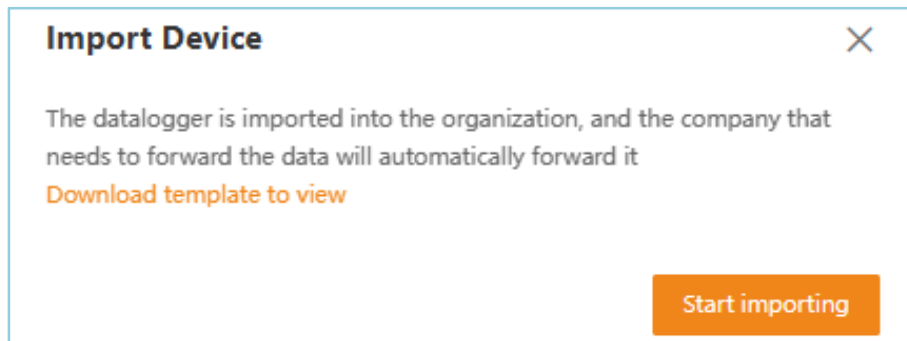 Import Device
The datalogger is imported into the organization, and the company that
needs to forward the data will automatically forward it
Download template to view
Start importing